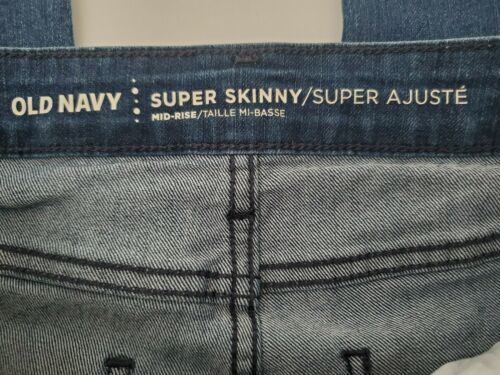 OLD NAVY
SUPER SKINNY/SUPER AJUSTÉ
MID-RISE/TAILLE MI-BASSE